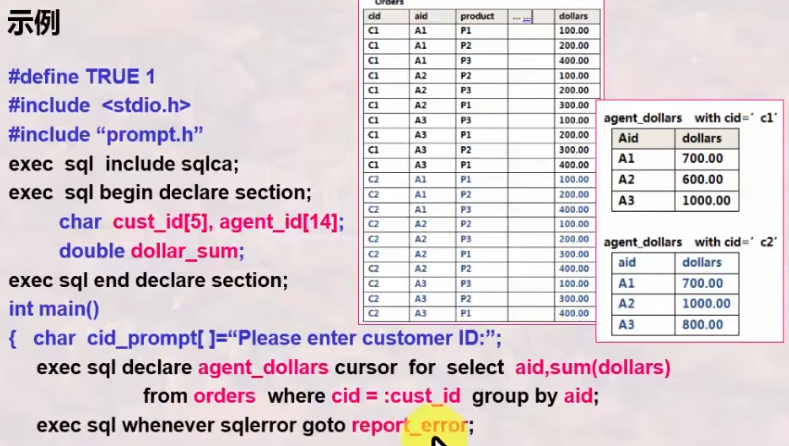 示例
#define TRUE 1
#include <stdio.h>
#include “prompt.h”
exec sql include sqlca;
exec sql begin declare section;
char cust_id[5], agent_id[14];
double dollar_sum;
exec sql end declare section;
int main()
{ char cid_prompt[ ]=“Please enter customer ID:”;
exec sql declare agent_dollars cursor for select aid,sum(dollars)
from orders where cid = :cust_id group by aid;
exec sql whenever sqlerror goto report_error;
Orders
cid aid product ... ... dollars
C1 A1 P1 100.00
C1 A1 P2 200.00
C1 A1 P3 400.00
C1 A2 P2 100.00
C1 A2 P3 200.00
C1 A2 P1 300.00
C1 A3 P3 100.00
C1 A3 P1 200.00
C1 A3 P2 300.00
C1 A3 P1 400.00
C2 A1 P1 100.00
C2 A1 P2 200.00
C2 A1 P3 400.00
C2 A2 P2 100.00
C2 A2 P3 200.00
C2 A2 P1 300.00
C2 A2 P2 400.00
C2 A3 P1 200.00
C2 A3 P2 300.00
C2 A3 P1 400.00
agent_dollars with cid=’ c1’
Aid dollars
A1 700.00
A2 600.00
A3 1000.00
agent_dollars with cid=’ c2’
aid dollars
A1 700.00
A2 1000.00
A3 800.00